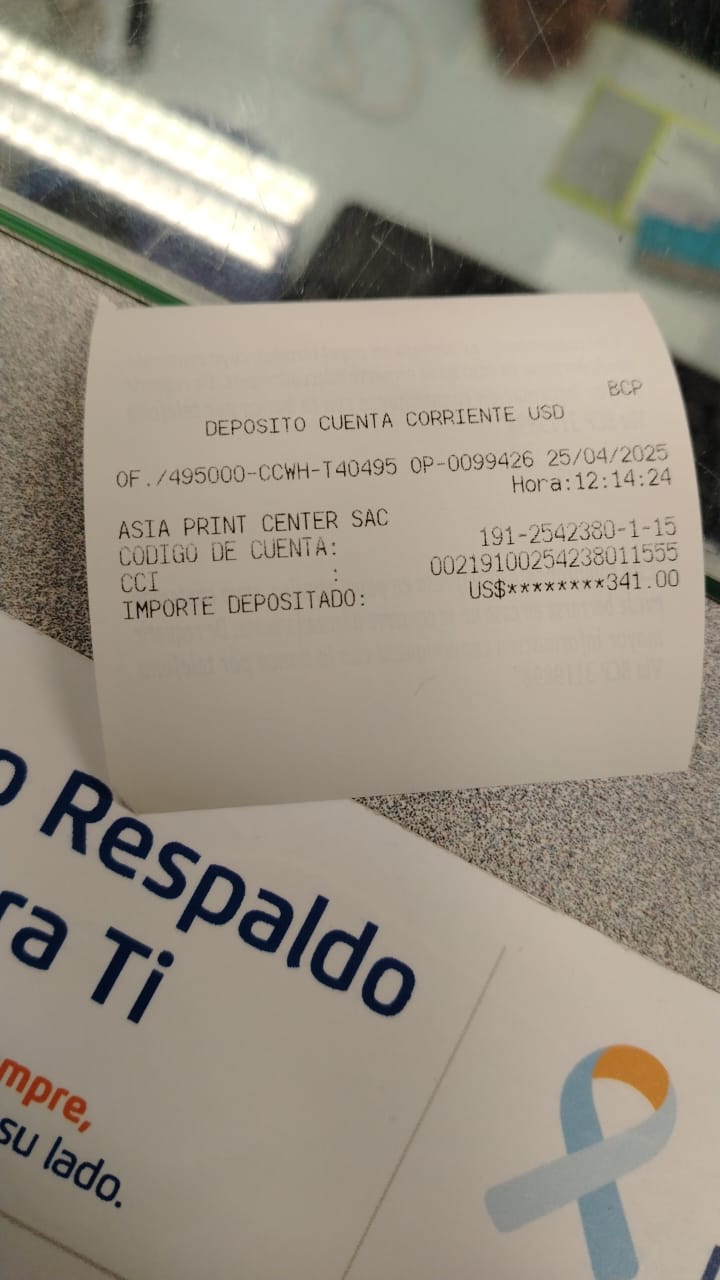 BCP
DEPOSITO CUENTA CORRIENTE USD
OF./495000-CCWH-T40495 OP-0099426 25/04/2025
Hora:12:14:24
ASIA PRINT CENTER SAC
CODIGO DE CUENTA: 191-2542380-1-15
CCI : 00219100254238011555
IMPORTE DEPOSITADO: US$********341.00
o Respaldo
ra Ti
mpre,
su lado.